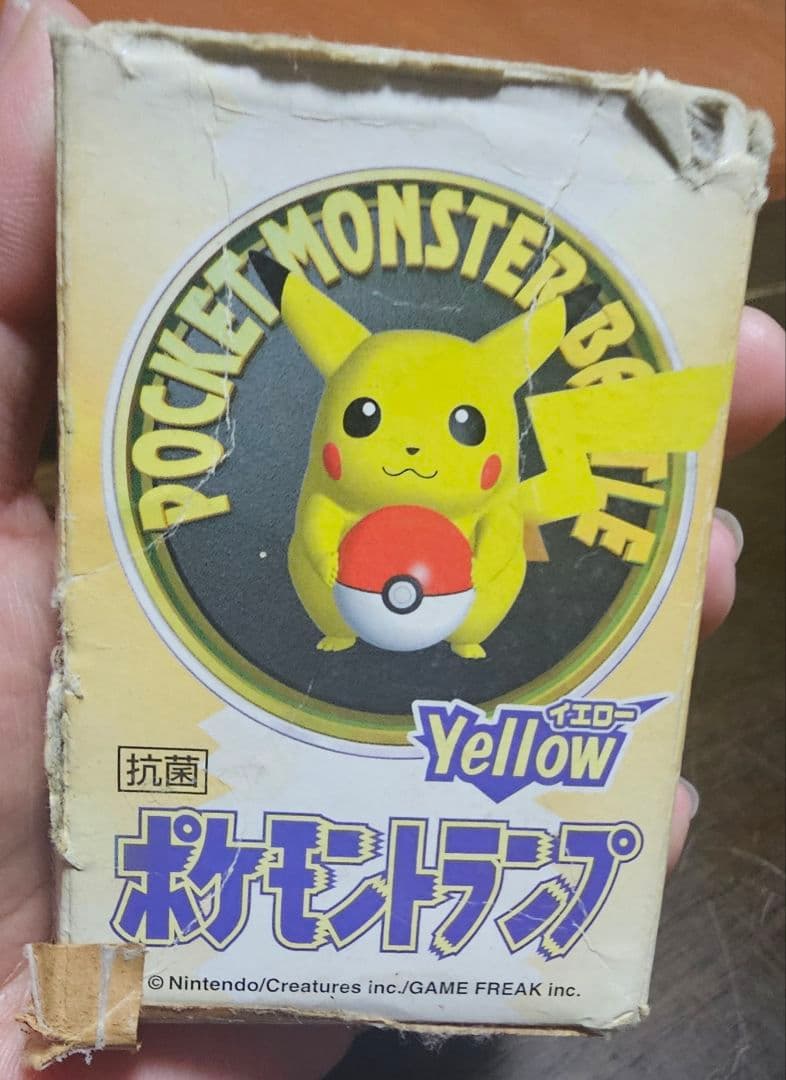 POCKET MONSTER BATTLE
イエロー
Yellow
抗菌
ポケモントランプ
© Nintendo/Creatures inc./GAME FREAK inc.